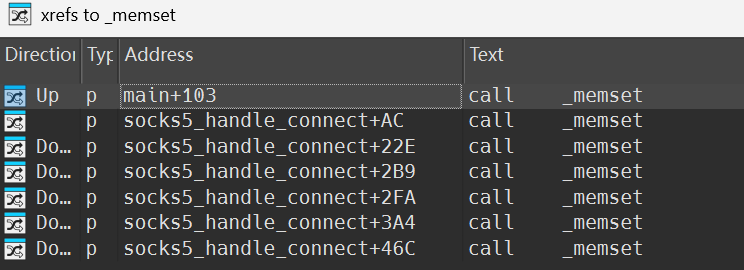 xrefs to _memset
Direction Typ Address Text
Up p main+103 call _memset
p socks5_handle_connect+AC call _memset
Do… p socks5_handle_connect+22E call _memset
Do… p socks5_handle_connect+2B9 call _memset
Do… p socks5_handle_connect+2FA call _memset
Do… p socks5_handle_connect+3A4 call _memset
Do… p socks5_handle_connect+46C call _memset